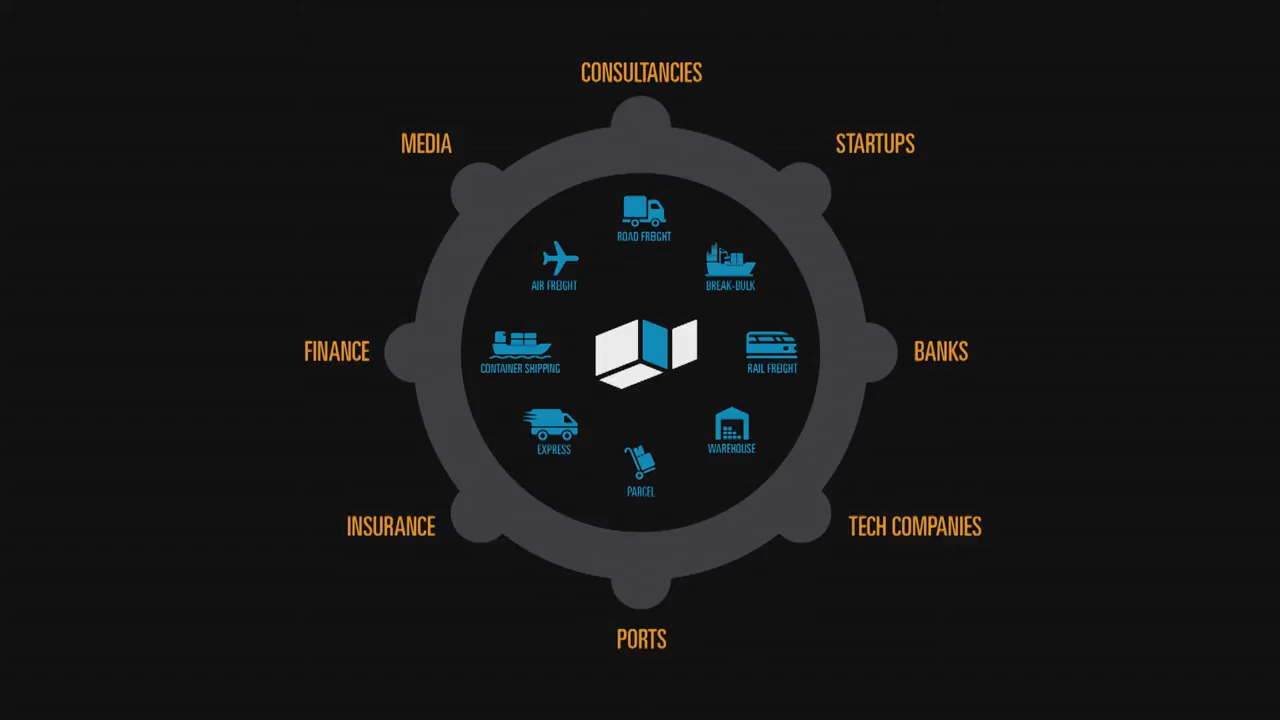 CONSULTANCIES
MEDIA
STARTUPS
ROAD FREIGHT
AIR FREIGHT
BREAK-BULK
FINANCE
CONTAINER SHIPPING
RAIL FREIGHT
BANKS
EXPRESS
WAREHOUSE
PARCEL
INSURANCE
TECH COMPANIES
PORTS